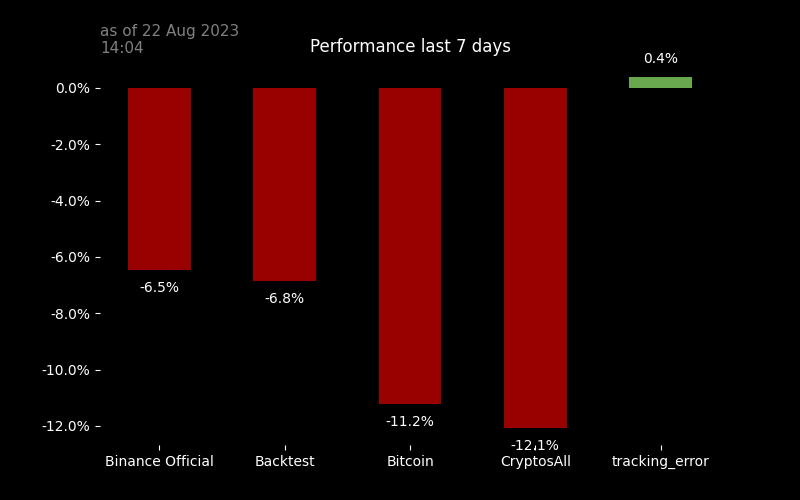 as of 22 Aug 2023
14:04
Performance last 7 days
0.4%
0.0%
-2.0%
-4.0%
-6.0%
-6.5%
-6.8%
-8.0%
-10.0%
-11.2%
-12.0%
-12.1%
Binance Official
Backtest
Bitcoin
CryptosAll
tracking_error